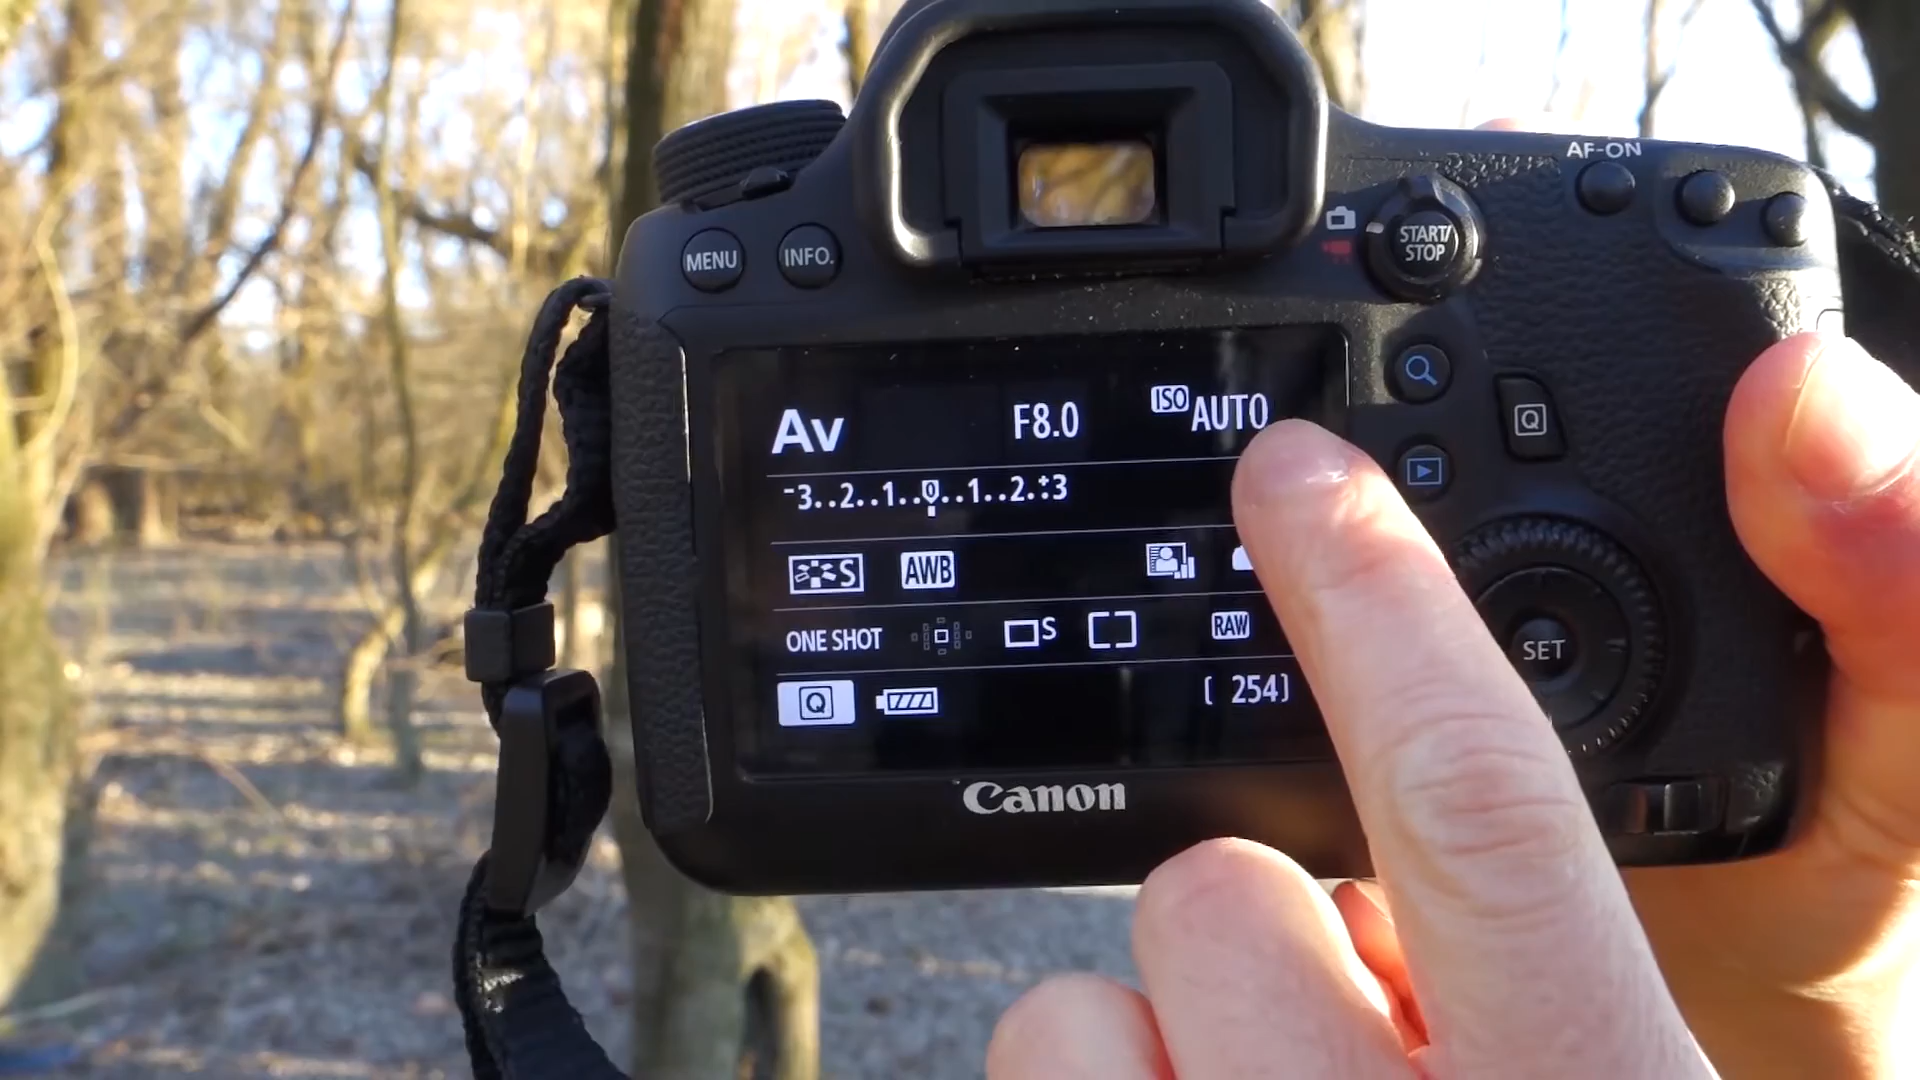 AF-ON
MENU
INFO.
START/
STOP
Av
F8.0
ISO AUTO
Q
-3..2..1..0..1..2.+3
S
AWB
ONE SHOT
S
RAW
SET
Q
[ 254]
Canon